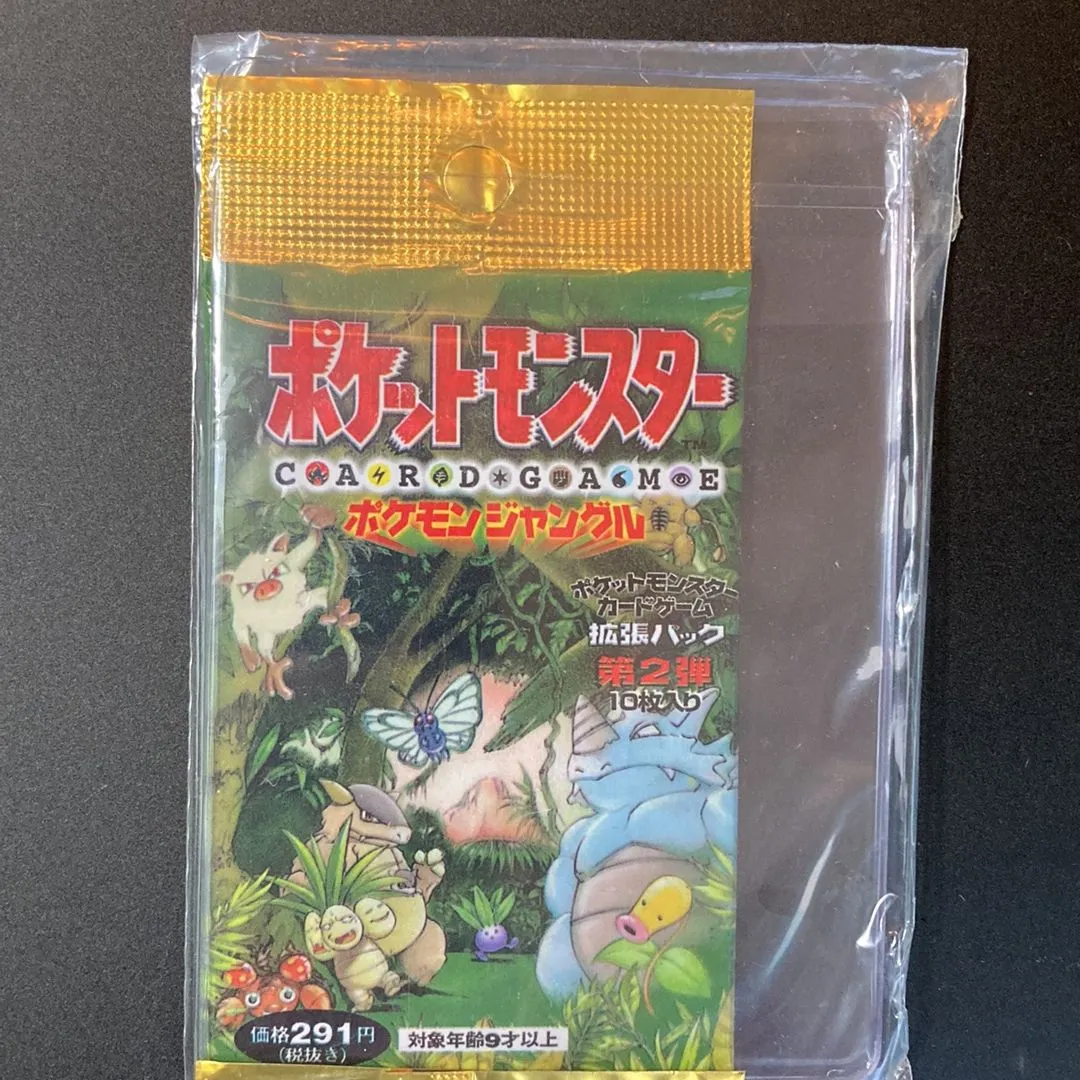 ポケットモンスター
TM
CARD GAME
ポケモンジャングル
ポケットモンスター
カードゲーム
拡張パック
第2弾
10枚入り
価格291円
(税抜き)
対象年齢9才以上